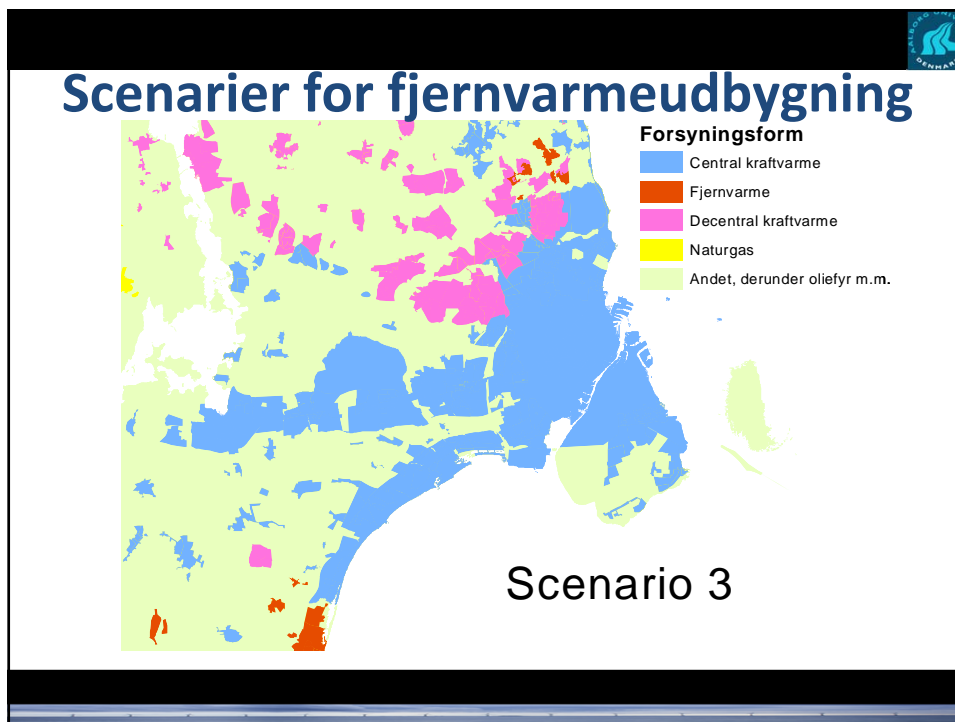 Scenarier for fjernvarmeudbygning
Forsyningsform
Central kraftvarme
Fjernvarme
Decentral kraftvarme
Naturgas
Andet, derunder oliefyr m.m.
Scenario 3